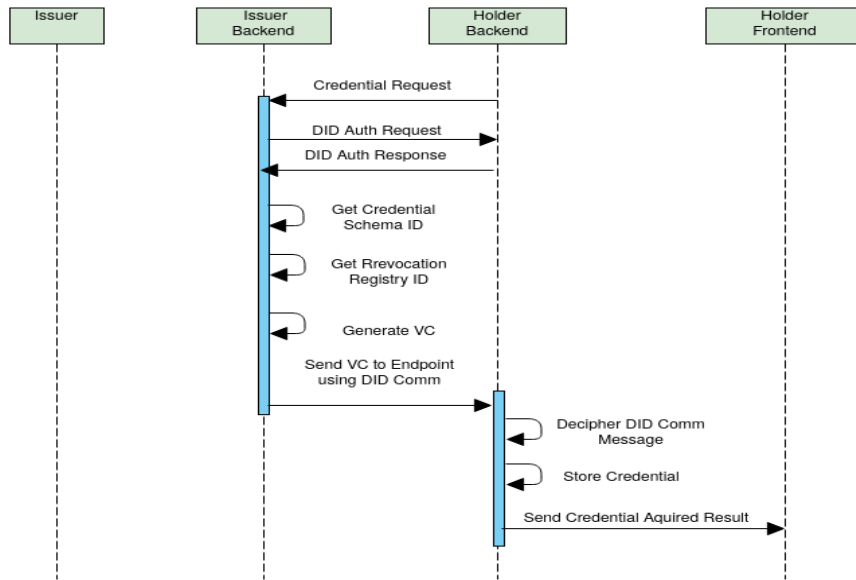 Issuer
Issuer
Backend
Holder
Backend
Holder
Frontend
Credential Request
DID Auth Request
DID Auth Response
Get Credential
Schema ID
Get Rrevocation
Registry ID
Generate VC
Send VC to Endpoint
using DID Comm
Decipher DID Comm
Message
Store Credential
Send Credential Aquired Result